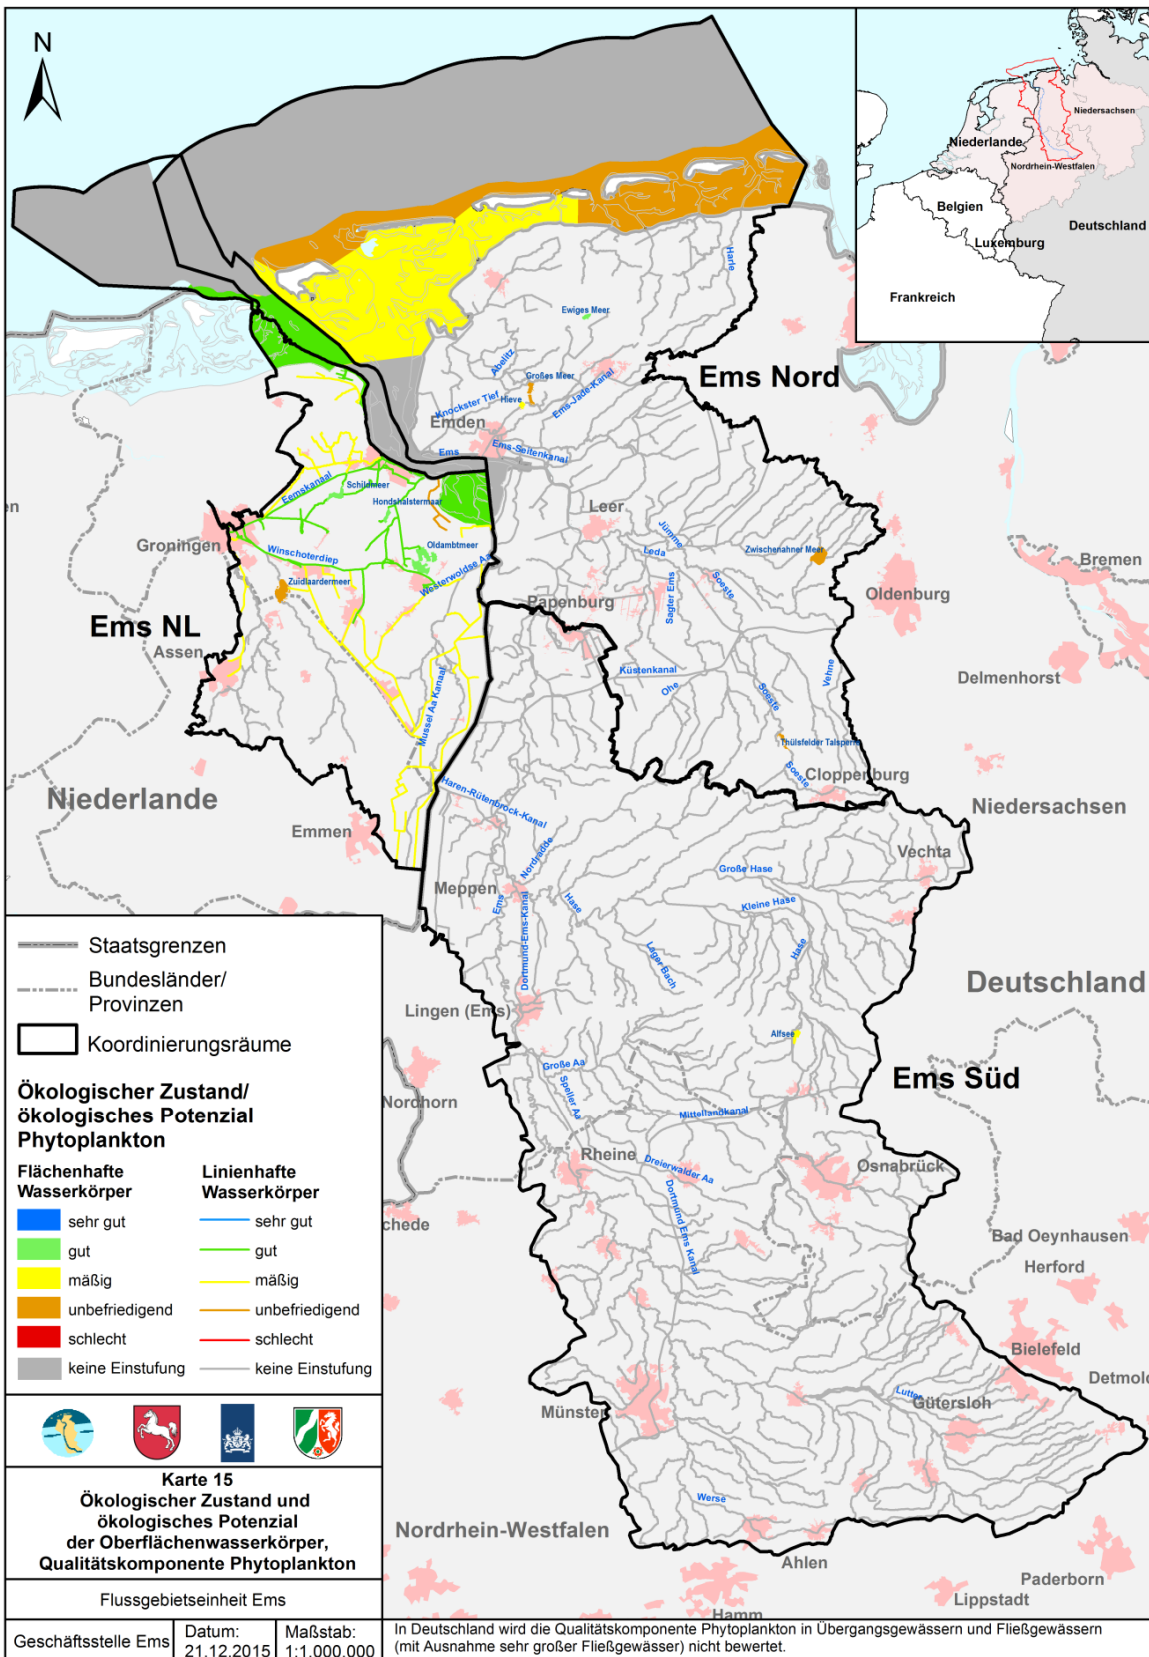 N
Niederlande
Niedersachsen
Nordrhein-Westfalen
Belgien
Luxemburg
Deutschland
Frankreich
Harle
Ewiges Meer
Abelitz
Großes Meer
Knockster Tief
Hieve
Ems-Jade-Kanal
Ems Nord
Emden
Ems-Seitenkanal
Ems
Eemskanaal
Schildmeer
Hondshalstermaar
Leer
Groningen
Winschoterdiep
Oldambtmeer
Westerwoldse Aa
Jümme
Leda
Zwischenahner Meer
Bremen
Zuidlaardermeer
Sagter Ems
Soeste
Oldenburg
Papenburg
Ems NL
Assen
Küstenkanal
Ohe
Vehne
Soeste
Delmenhorst
Mussel Aa Kanaal
Thülsfelder Talsperre
Soeste
Cloppenburg
Niederlande
Haren-Rütenbrock-Kanal
Niedersachsen
Emmen
Nordradde
Vechta
Große Hase
Meppen
Ems
Hase
Kleine Hase
Dortmund-Ems-Kanal
Hase
Lager Bach
Deutschland
Lingen (Ems)
Alfsee
Große Aa
Speller Aa
Ems Süd
Nordhorn
Mittellandkanal
Rheine
Dreierwalder Aa
Osnabrück
Dortmund Ems Kanal
chede
Bad Oeynhausen
Herford
Bielefeld
Detmold
Lutter
Gütersloh
Münster
Werse
Nordrhein-Westfalen
Ahlen
Paderborn
Lippstadt
Hamm
en
Staatsgrenzen
Bundesländer/
Provinzen
Koordinierungsräume
Ökologischer Zustand/
ökologisches Potenzial
Phytoplankton
Flächenhafte Linienhafte
Wasserkörper Wasserkörper
sehr gut sehr gut
gut gut
mäßig mäßig
unbefriedigend unbefriedigend
schlecht schlecht
keine Einstufung keine Einstufung
Karte 15
Ökologischer Zustand und
ökologisches Potenzial
der Oberflächenwasserkörper,
Qualitätskomponente Phytoplankton
Flussgebietseinheit Ems
Geschäftsstelle Ems
Datum:
21.12.2015
Maßstab:
1:1.000.000
In Deutschland wird die Qualitätskomponente Phytoplankton in Übergangsgewässern und Fließgewässern
(mit Ausnahme sehr großer Fließgewässer) nicht bewertet.